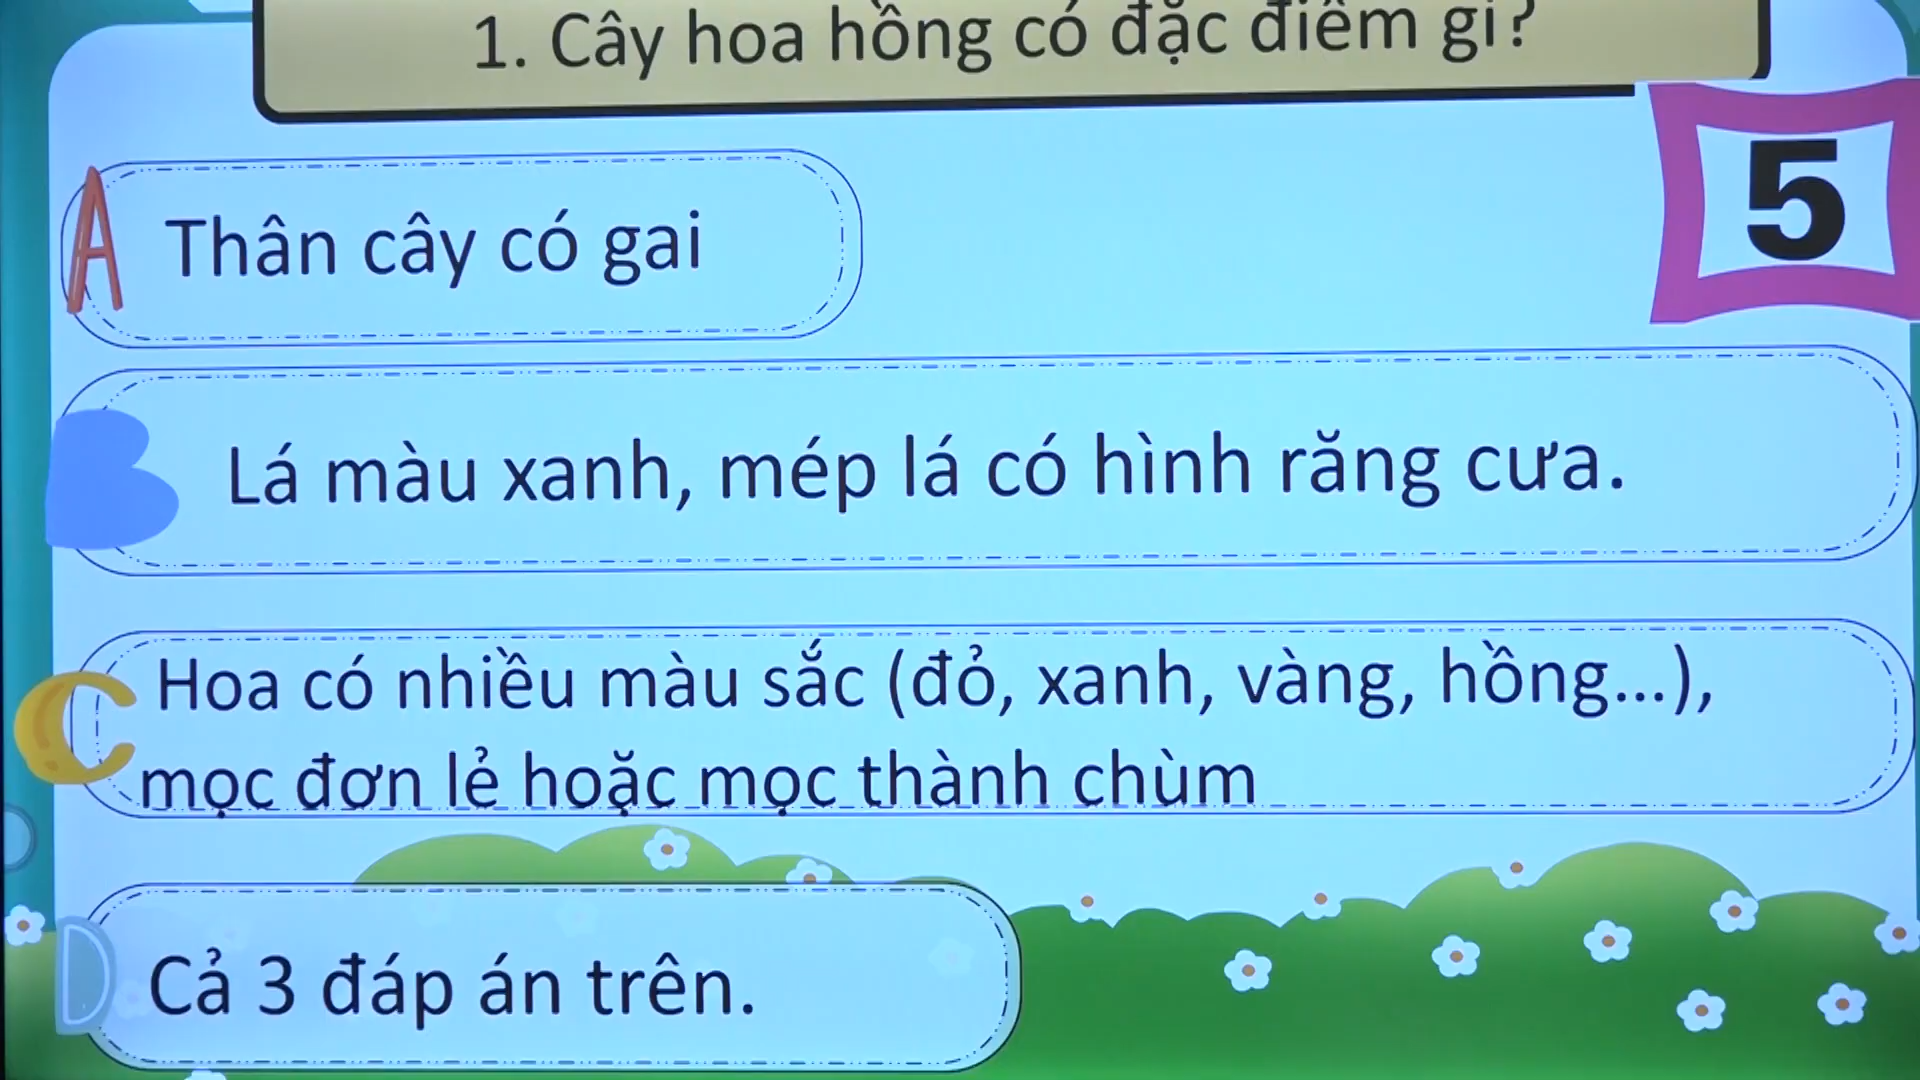 1. Cây hoa hồng có đặc điểm gì?
5
A Thân cây có gai
B Lá màu xanh, mép lá có hình răng cưa.
C Hoa có nhiều màu sắc (đỏ, xanh, vàng, hồng...),
mọc đơn lẻ hoặc mọc thành chùm
D Cả 3 đáp án trên.